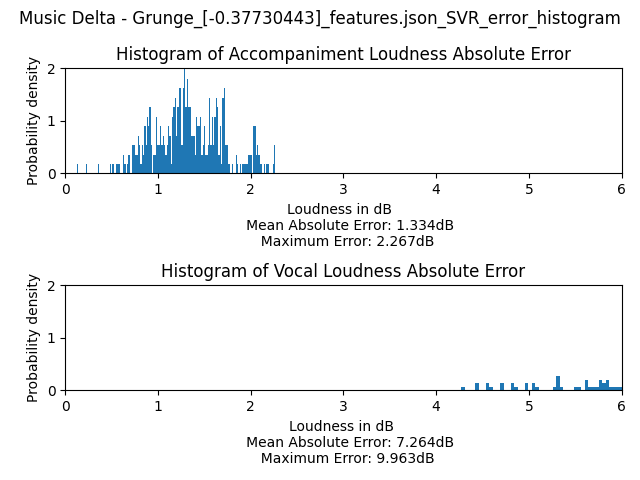 Music Delta - Grunge_[-0.37730443]_features.json_SVR_error_histogram
Histogram of Accompaniment Loudness Absolute Error
Probability density
2
1
0
0 1 2 3 4 5 6
Loudness in dB
Mean Absolute Error: 1.334dB
Maximum Error: 2.267dB
Histogram of Vocal Loudness Absolute Error
Probability density
2
1
0
0 1 2 3 4 5 6
Loudness in dB
Mean Absolute Error: 7.264dB
Maximum Error: 9.963dB